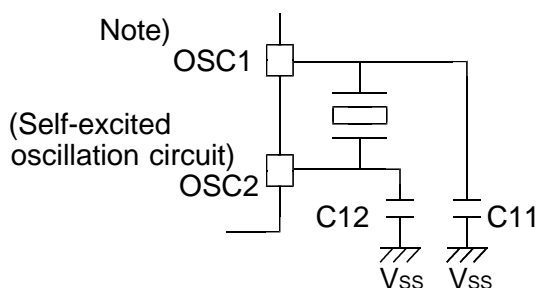 Note)
OSC1
(Self-excited
oscillation circuit)
OSC2
C12
C11
Vss Vss